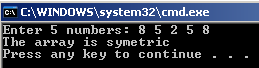 C:\WINDOWS\system32\cmd.exe
Enter 5 numbers: 8 5 2 5 8
The array is symetric
Press any key to continue . . .